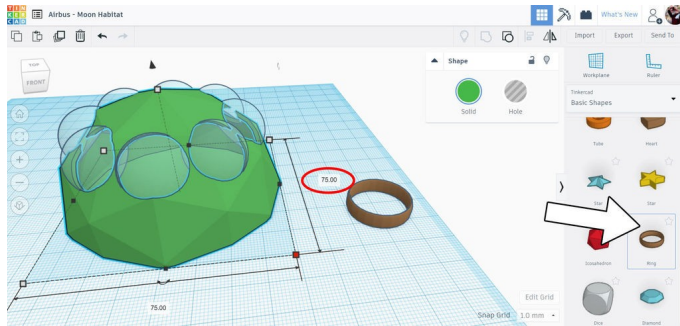 TIN
KER
CAD
Airbus - Moon Habitat
What's New
Import Export Send To
TOP
FRONT
Shape
Solid Hole
Workplane Ruler
Tinkercad
Basic Shapes
Tube Heart
Star Star
Icosahedron Ring
Dice Diamond
75.00
75.00
Edit Grid
Snap Grid 1.0 mm